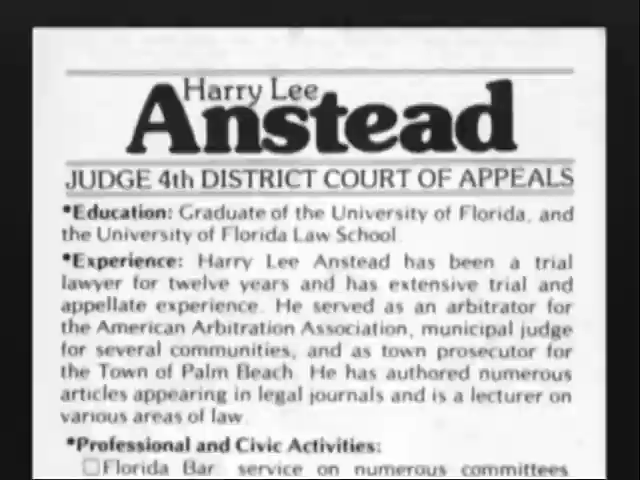 Harry Lee
Anstead
JUDGE 4th DISTRICT COURT OF APPEALS
*Education: Graduate of the University of Florida, and
the University of Florida Law School.
*Experience: Harry Lee Anstead has been a trial
lawyer for twelve years and has extensive trial and
appellate experience. He served as an arbitrator for
the American Arbitration Association, municipal judge
for several communities, and as town prosecutor for
the Town of Palm Beach. He has authored numerous
articles appearing in legal journals and is a lecturer on
various areas of law.
*Professional and Civic Activities:
□Florida Bar service on numerous committees